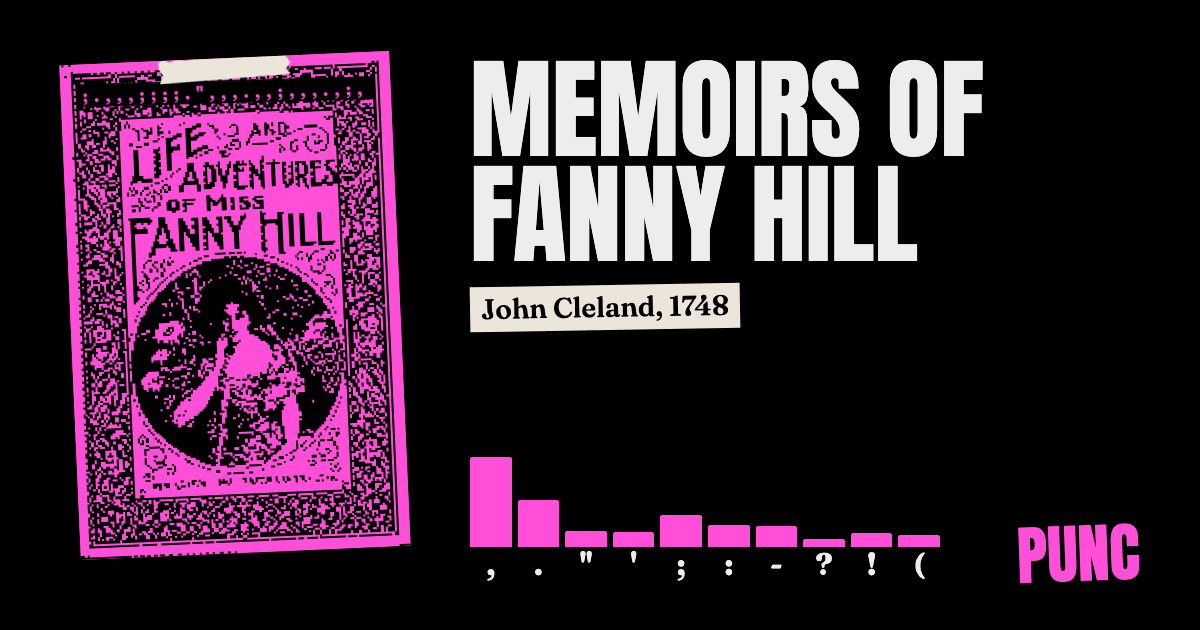 ;.,,,,;;;;."',,,,.,,;,,,..;,
THE
LIFE AND
ADVENTURES
OF MISS
FANNY HILL
MEMOIRS OF
FANNY HILL
John Cleland, 1748
, . " ' ; : - ? ! (
PUNC